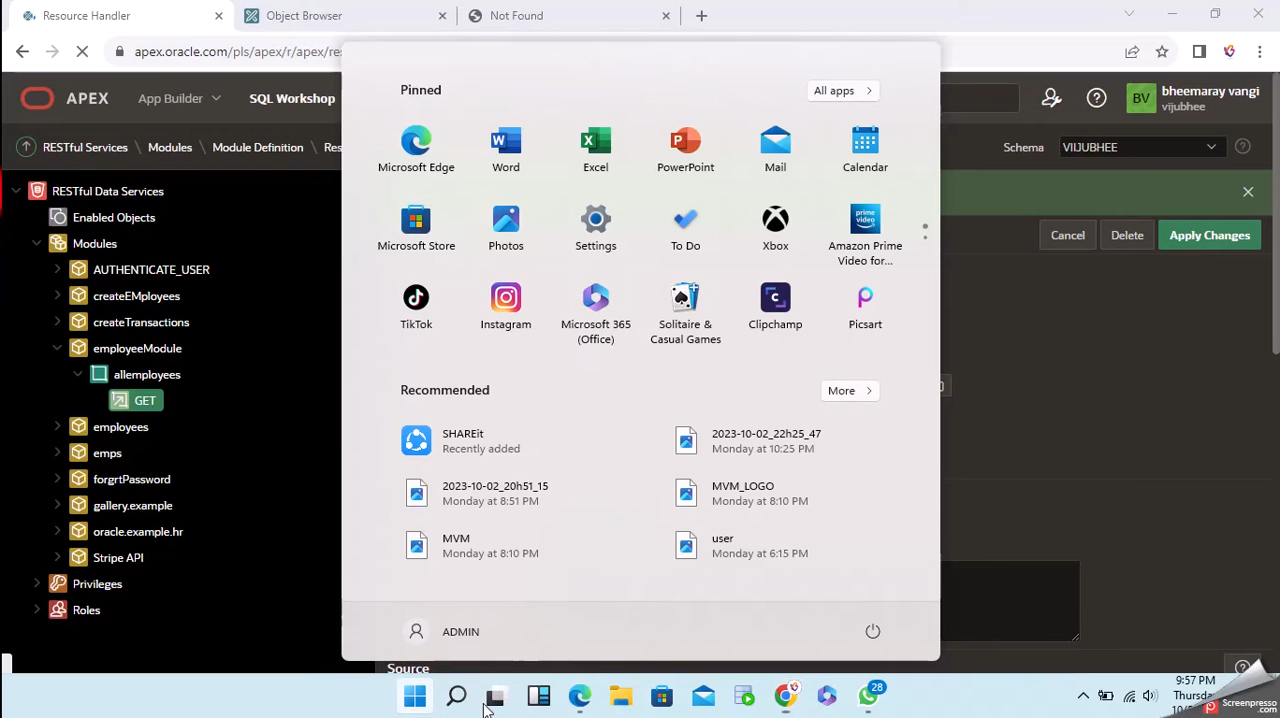 Resource Handler
Object Browser
Not Found
apex.oracle.com/pls/apex/r/apex/res
APEX
App Builder
SQL Workshop
bheemaray vangi
BV
vijubhee
RESTful Services
Modules
Module Definition
Schema
VIIJUBHEE
RESTful Data Services
Enabled Objects
Modules
AUTHENTICATE_USER
createEMployees
createTransactions
employeeModule
allemployees
GET
employees
emps
forgrtPassword
gallery.example
oracle.example.hr
Stripe API
Privileges
Roles
Cancel
Delete
Apply Changes
Source
Pinned
All apps
Microsoft Edge
Word
Excel
PowerPoint
Mail
Calendar
Microsoft Store
Photos
Settings
To Do
Xbox
prime video
Amazon Prime
Video for...
TikTok
Instagram
Microsoft 365
(Office)
Solitaire &
Casual Games
Clipchamp
Picsart
Recommended
More
SHAREit
Recently added
2023-10-02_22h25_47
Monday at 10:25 PM
2023-10-02_20h51_15
Monday at 8:51 PM
MVM_LOGO
Monday at 8:10 PM
MVM
Monday at 8:10 PM
user
Monday at 6:15 PM
ADMIN
28
9:57 PM
Thursday
Screenpresso
.com